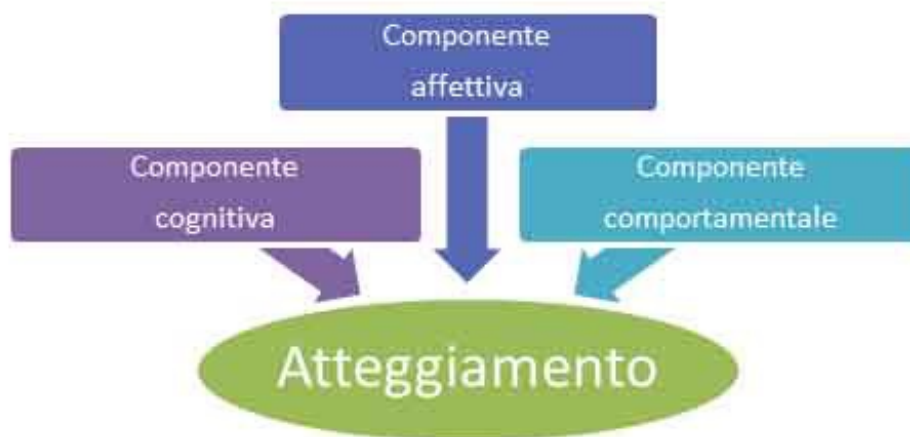 Componente
affettiva
Componente
cognitiva
Componente
comportamentale
Atteggiamento